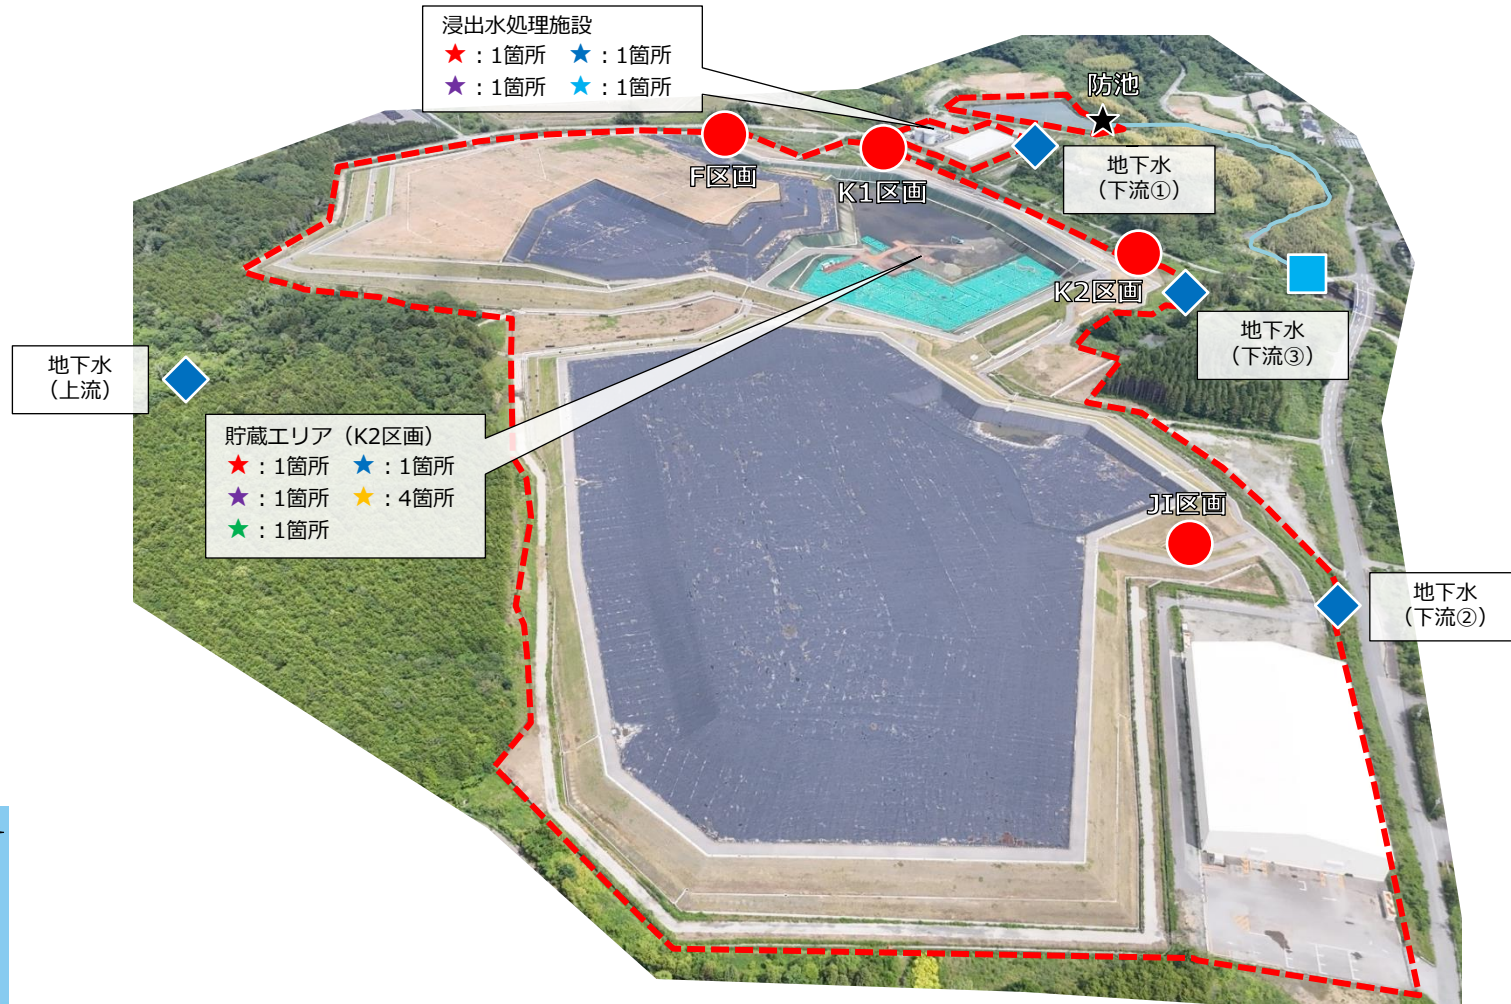 浸出水処理施設
★：1箇所 ★：1箇所
★：1箇所 ★：1箇所
防池
F区画
K1区画
地下水
（下流①）
K2区画
地下水
（下流③）
地下水
（上流）
貯蔵エリア（K2区画）
★：1箇所 ★：1箇所
★：1箇所 ★：4箇所
★：1箇所
JI区画
地下水
（下流②）